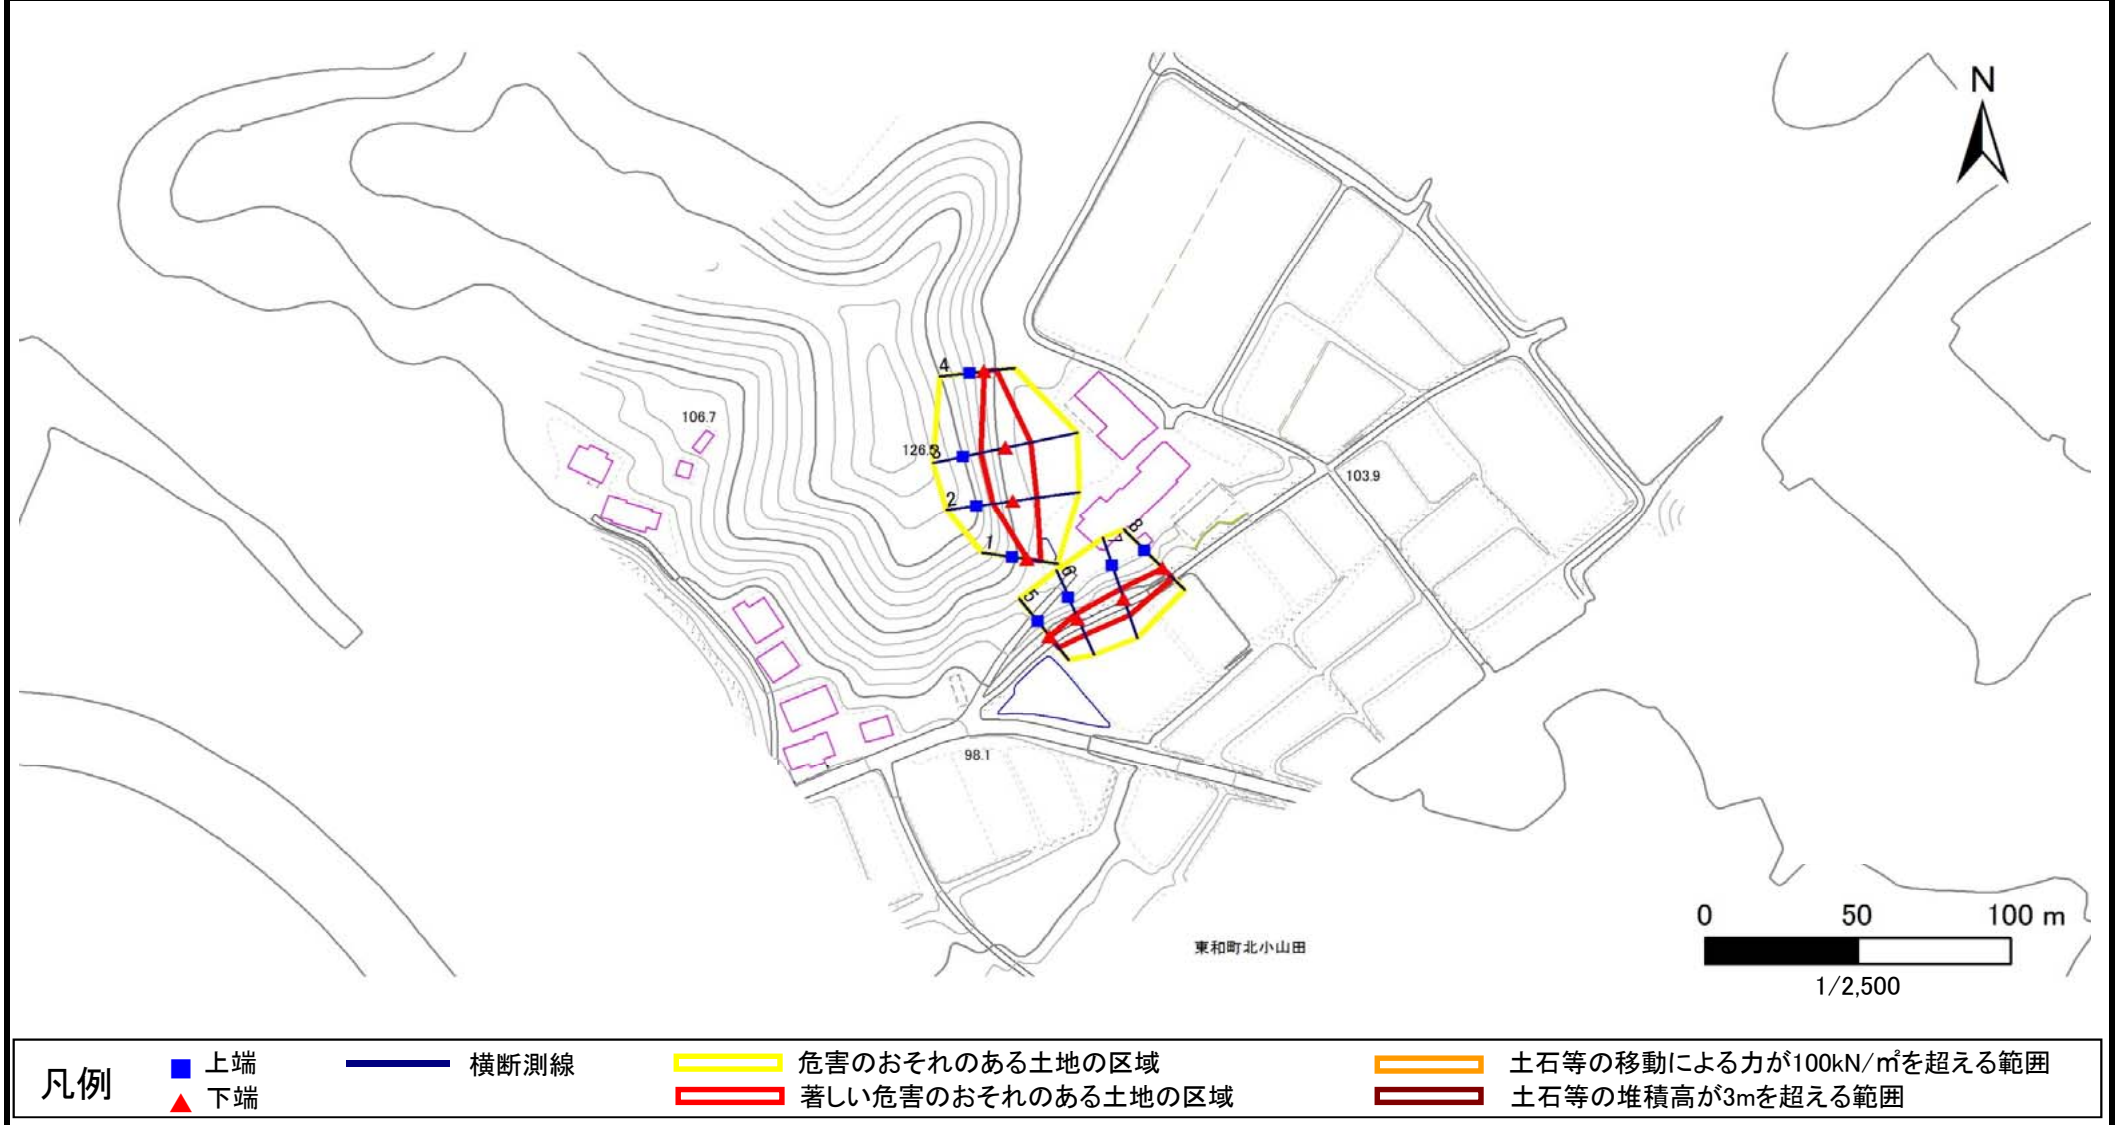 N
4
106.7
126.5
3
103.9
2
8
1
7
6
5
98.1
東和町北小山田
0 50 100 m
1/2,500
凡例
上端
下端
横断測線
危害のおそれのある土地の区域
著しい危害のおそれのある土地の区域
土石等の移動による力が100kN/㎡を超える範囲
土石等の堆積高が3mを超える範囲